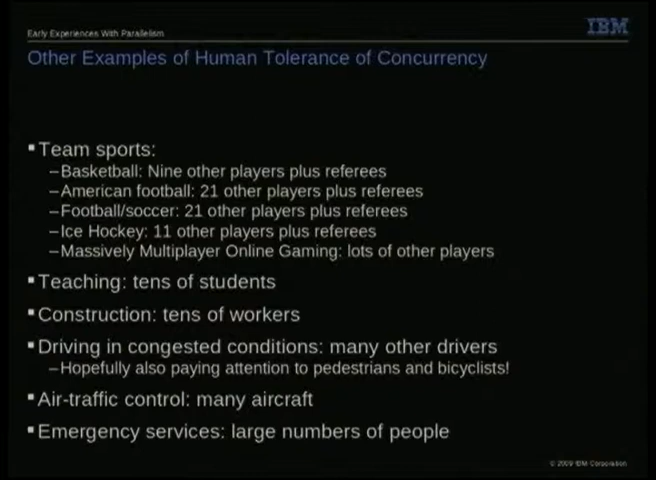 Early Experiences With Parallelism
IBM
Other Examples of Human Tolerance of Concurrency
▪Team sports:
–Basketball: Nine other players plus referees
–American football: 21 other players plus referees
–Football/soccer: 21 other players plus referees
–Ice Hockey: 11 other players plus referees
–Massively Multiplayer Online Gaming: lots of other players
▪Teaching: tens of students
▪Construction: tens of workers
▪Driving in congested conditions: many other drivers
–Hopefully also paying attention to pedestrians and bicyclists!
▪Air-traffic control: many aircraft
▪Emergency services: large numbers of people
© 2009 IBM Corporation